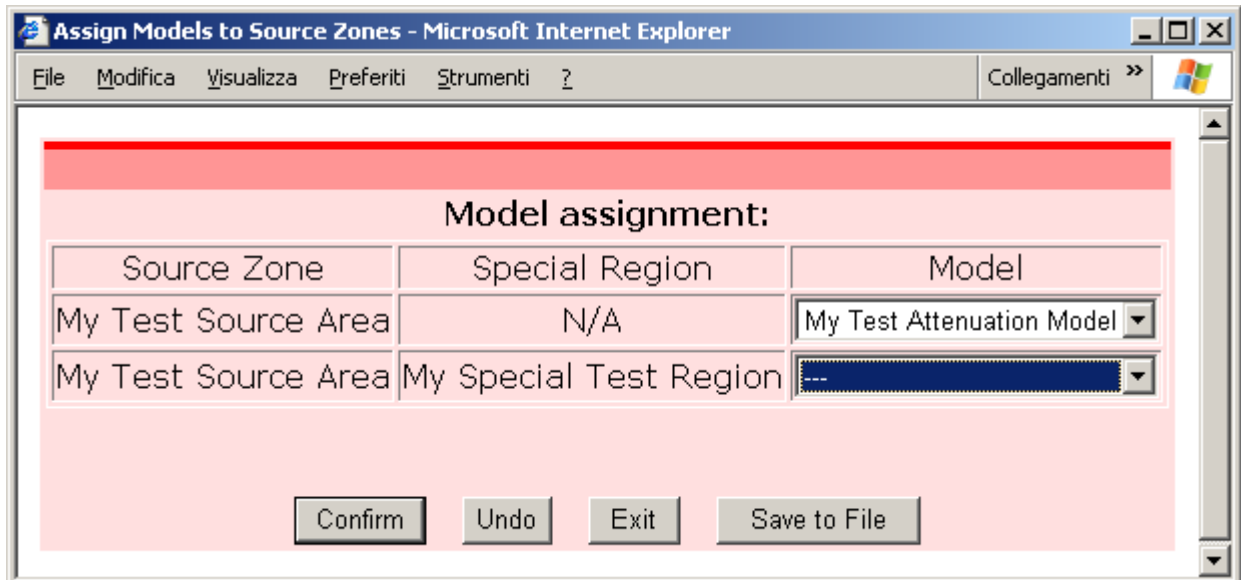 Assign Models to Source Zones - Microsoft Internet Explorer
File Modifica Visualizza Preferiti Strumenti ? Collegamenti »
Model assignment:
Source Zone Special Region Model
My Test Source Area N/A My Test Attenuation Model
My Test Source Area My Special Test Region ---
Confirm Undo Exit Save to File